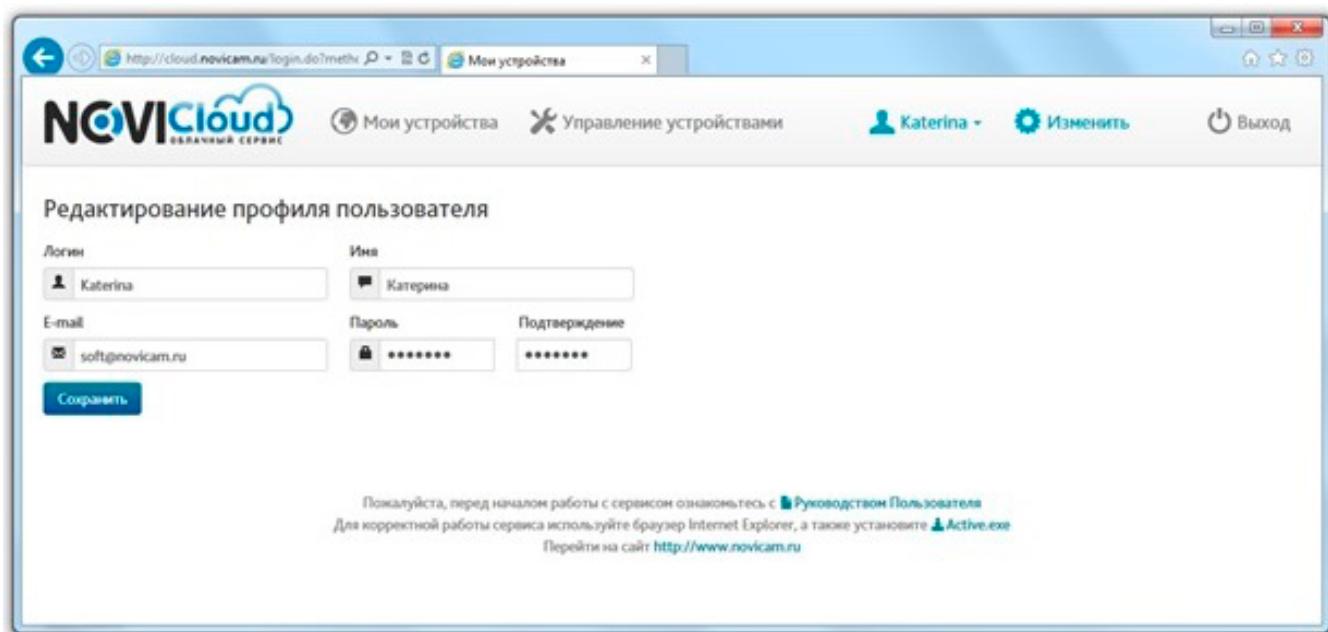 http://cloud.novicam.ru/login.do?meth
Мои устройства
NOVIcloud
ОБЛАЧНЫЙ СЕРВИС
Мои устройства
Управление устройствами
Katerina
Изменить
Выход
Редактирование профиля пользователя
Логин Имя
Katerina Катерина
E-mail Пароль Подтверждение
soft@novicam.ru ••••••• •••••••
Сохранить
Пожалуйста, перед началом работы с сервисом ознакомьтесь с Руководством Пользователя
Для корректной работы сервиса используйте браузер Internet Explorer, а также установите Active.exe
Перейти на сайт http://www.novicam.ru